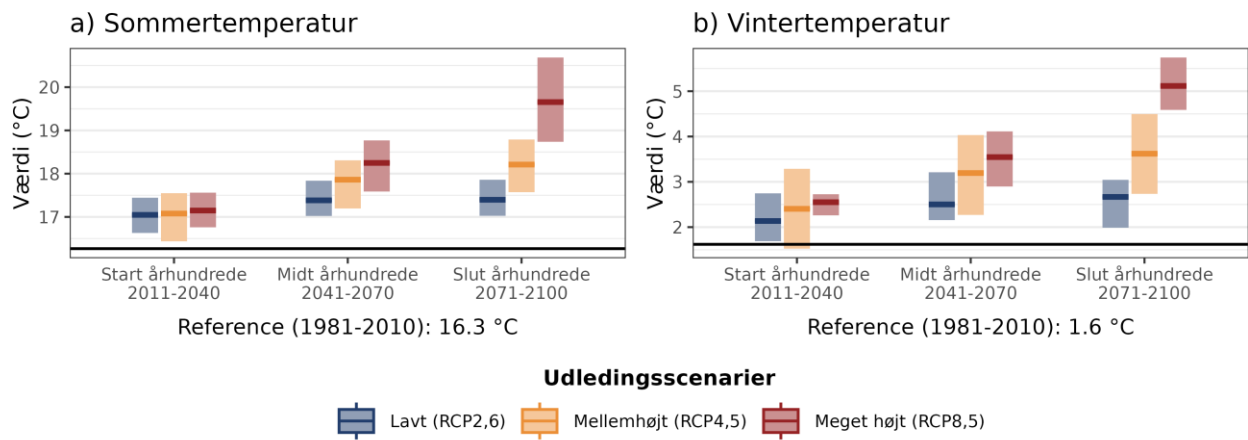 a) Sommertemperatur
Værdi (°C)
20
19
18
17
Start århundrede
2011-2040
Midt århundrede
2041-2070
Slut århundrede
2071-2100
Reference (1981-2010): 16.3 °C
b) Vintertemperatur
Værdi (°C)
5
4
3
2
Start århundrede
2011-2040
Midt århundrede
2041-2070
Slut århundrede
2071-2100
Reference (1981-2010): 1.6 °C
Udledingsscenarier
Lavt (RCP2,6)
Mellemhøjt (RCP4,5)
Meget højt (RCP8,5)